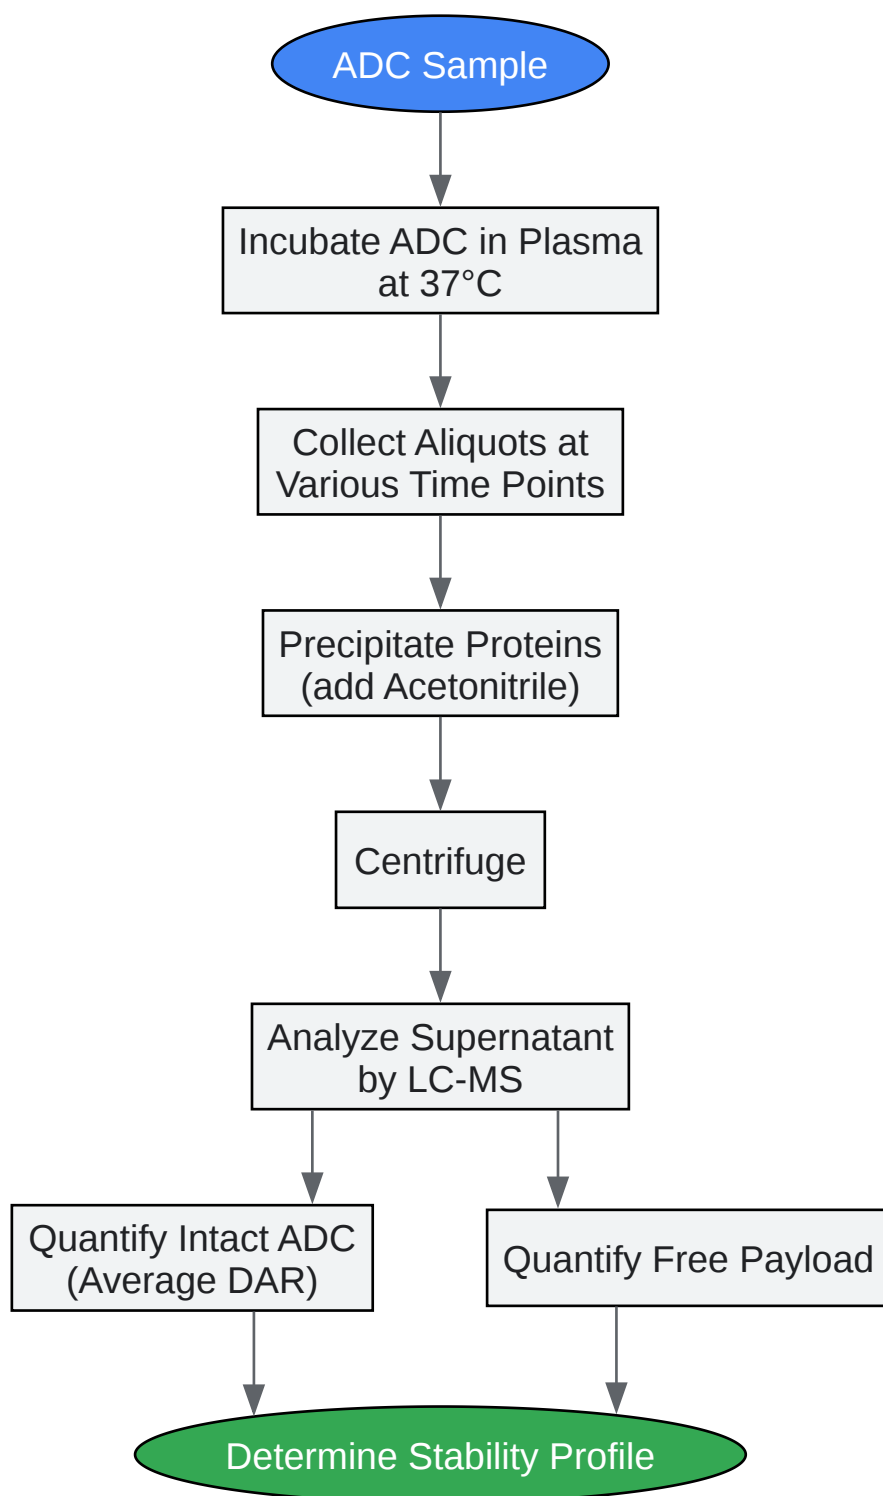 ADC Sample
Incubate ADC in Plasma
at 37°C
Collect Aliquots at
Various Time Points
Precipitate Proteins
(add Acetonitrile)
Centrifuge
Analyze Supernatant
by LC-MS
Quantify Intact ADC
(Average DAR)
Quantify Free Payload
Determine Stability Profile